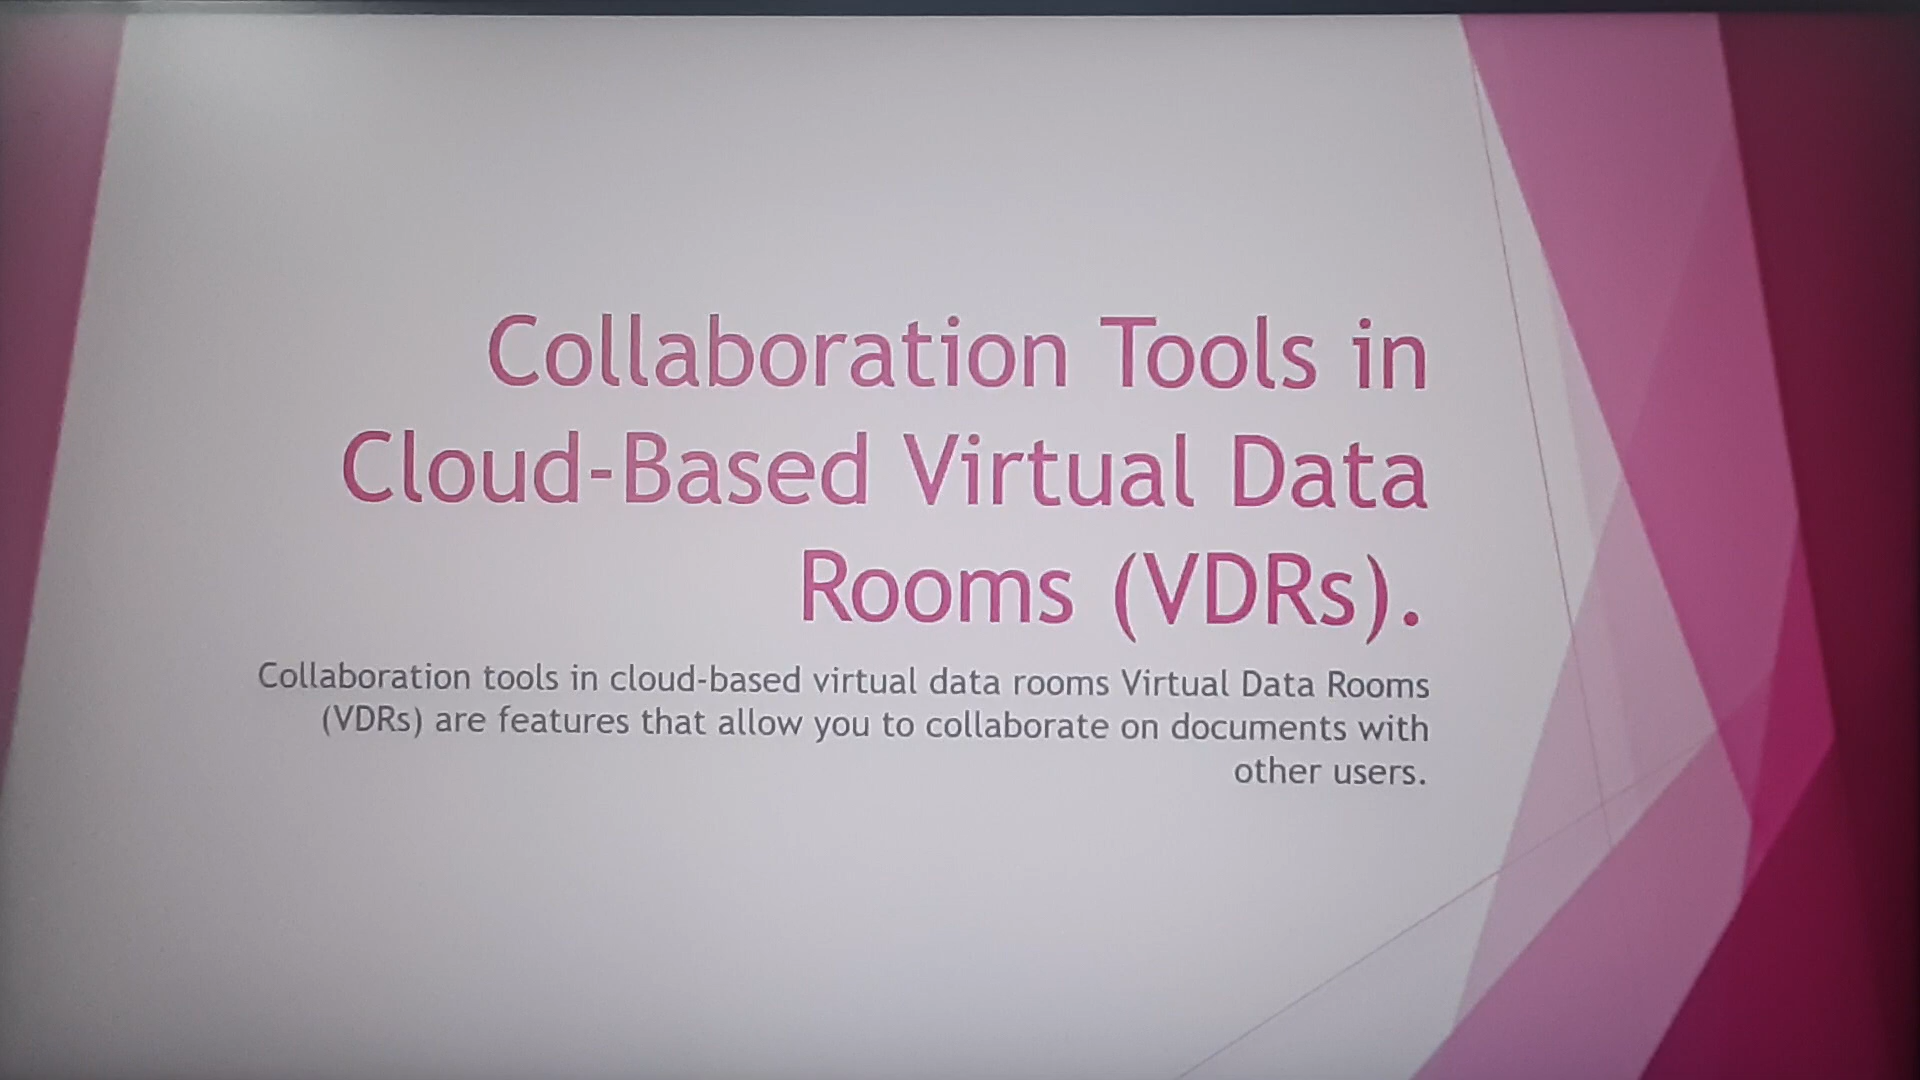 Collaboration Tools in
Cloud-Based Virtual Data
Rooms (VDRs).
Collaboration tools in cloud-based virtual data rooms Virtual Data Rooms
(VDRs) are features that allow you to collaborate on documents with
other users.